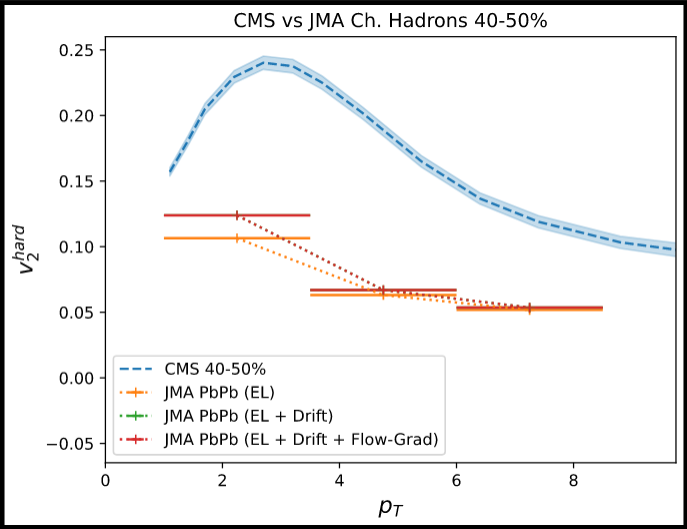 CMS vs JMA Ch. Hadrons 40-50%
0.25
0.20
0.15
0.10
0.05
0.00
−0.05
v₂ʰᵃʳᵈ
CMS 40-50%
JMA PbPb (EL)
JMA PbPb (EL + Drift)
JMA PbPb (EL + Drift + Flow-Grad)
0 2 4 6 8
p_T